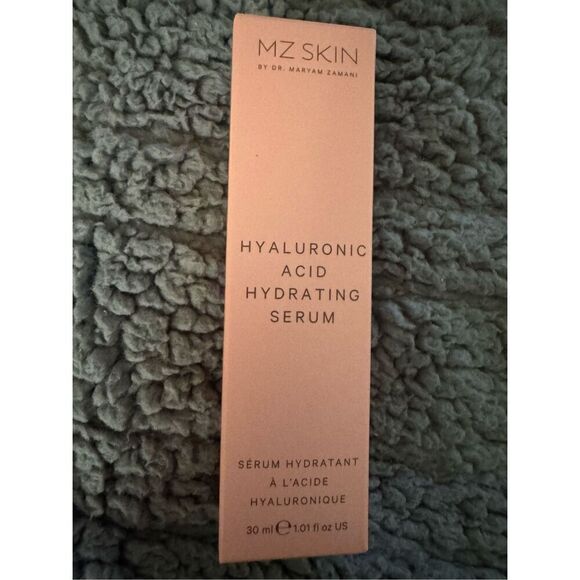 MZ SKIN
BY DR. MARYAM ZAMANI
HYALURONIC
ACID
HYDRATING
SERUM
SÉRUM HYDRATANT
À L'ACIDE
HYALURONIQUE
30 ml ℮ 1.01 fl oz US